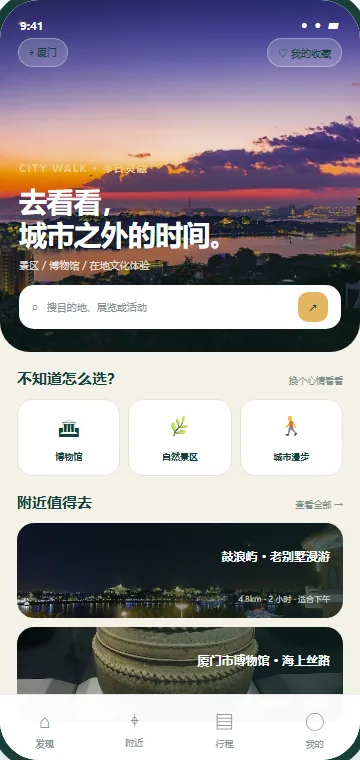 9:41
厦门
我的收藏
CITY WALK • 今日灵感
去看看，
城市之外的时间。
景区 / 博物馆 / 在地文化体验
搜目的地、展览或活动
不知道怎么选？
换个心情看看
博物馆
自然景区
城市漫步
附近值得去
查看全部 →
鼓浪屿 • 老别墅漫游
4.8km · 2 小时 · 适合下午
厦门市博物馆 • 海上丝路
发现
附近
行程
我的